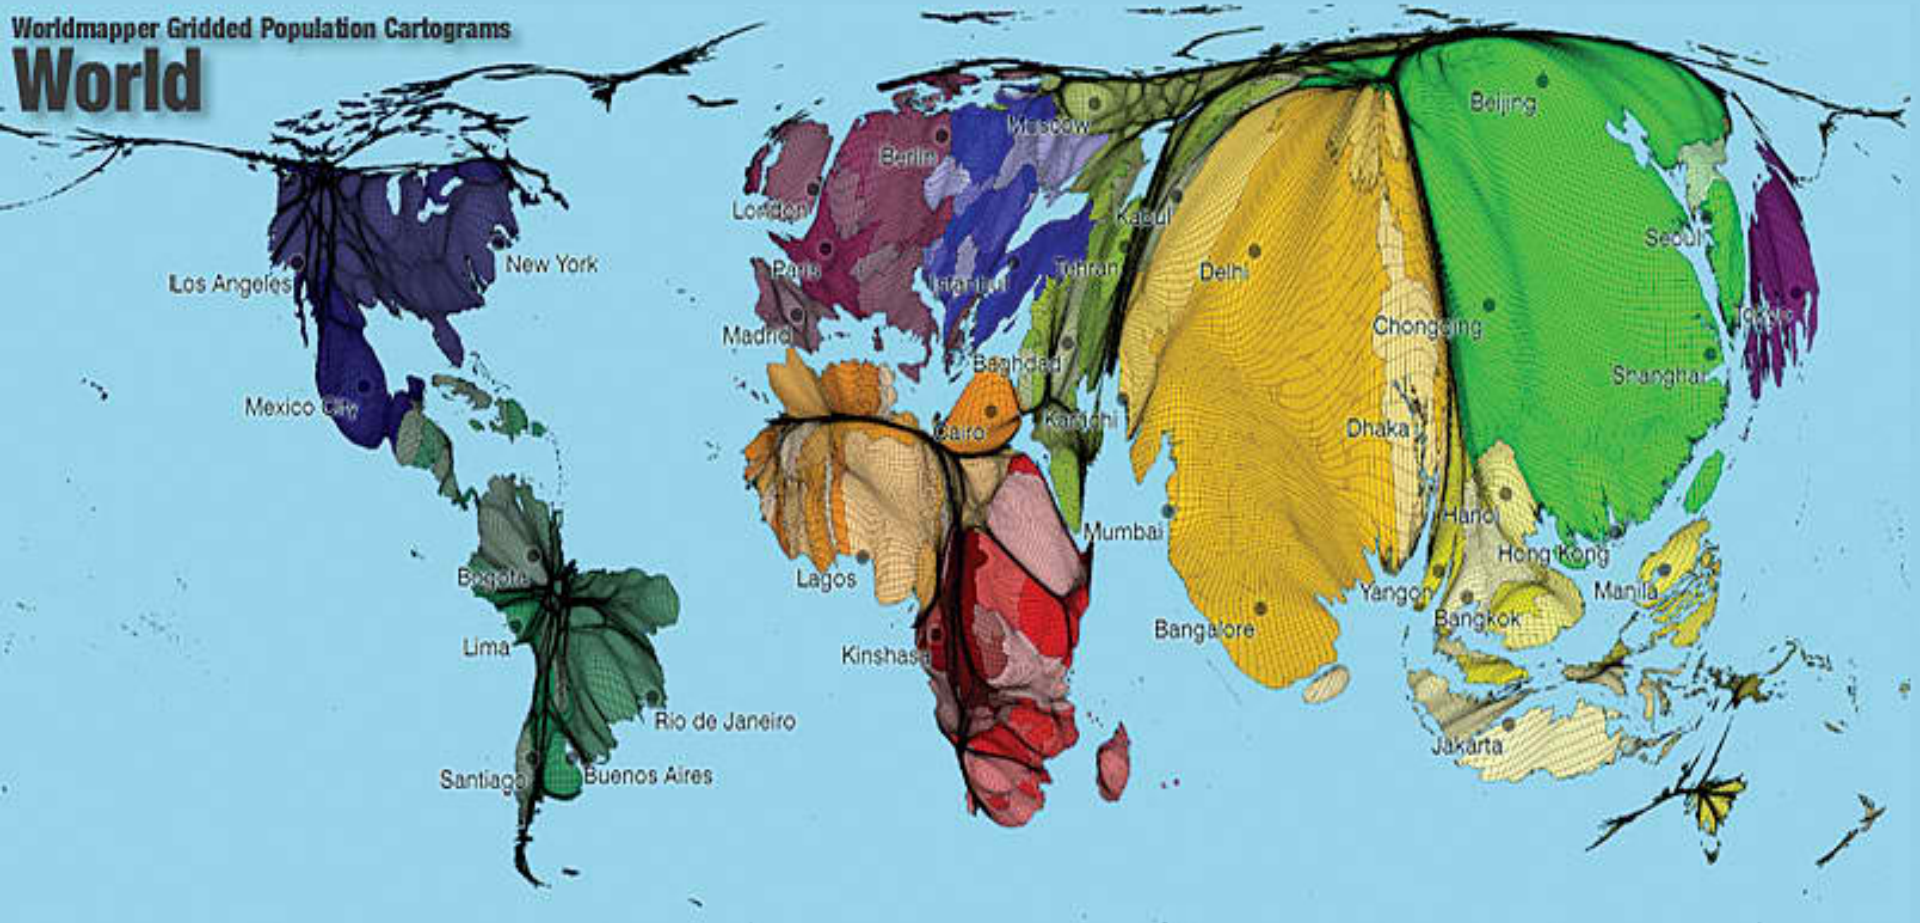 Worldmapper Gridded Population Cartograms
World
Beijing
Moscow
Berlin
London
Kabul
Seoul
New York
Paris
Tehran
Delhi
Los Angeles
Istanbul
Tokyo
Chongqing
Madrid
Baghdad
Shanghai
Mexico City
Cairo
Karachi
Dhaka
Hanoi
Mumbai
Hong Kong
Bogota
Lagos
Yangon
Manila
Bangkok
Bangalore
Lima
Kinshasa
Rio de Janeiro
Jakarta
Santiago
Buenos Aires